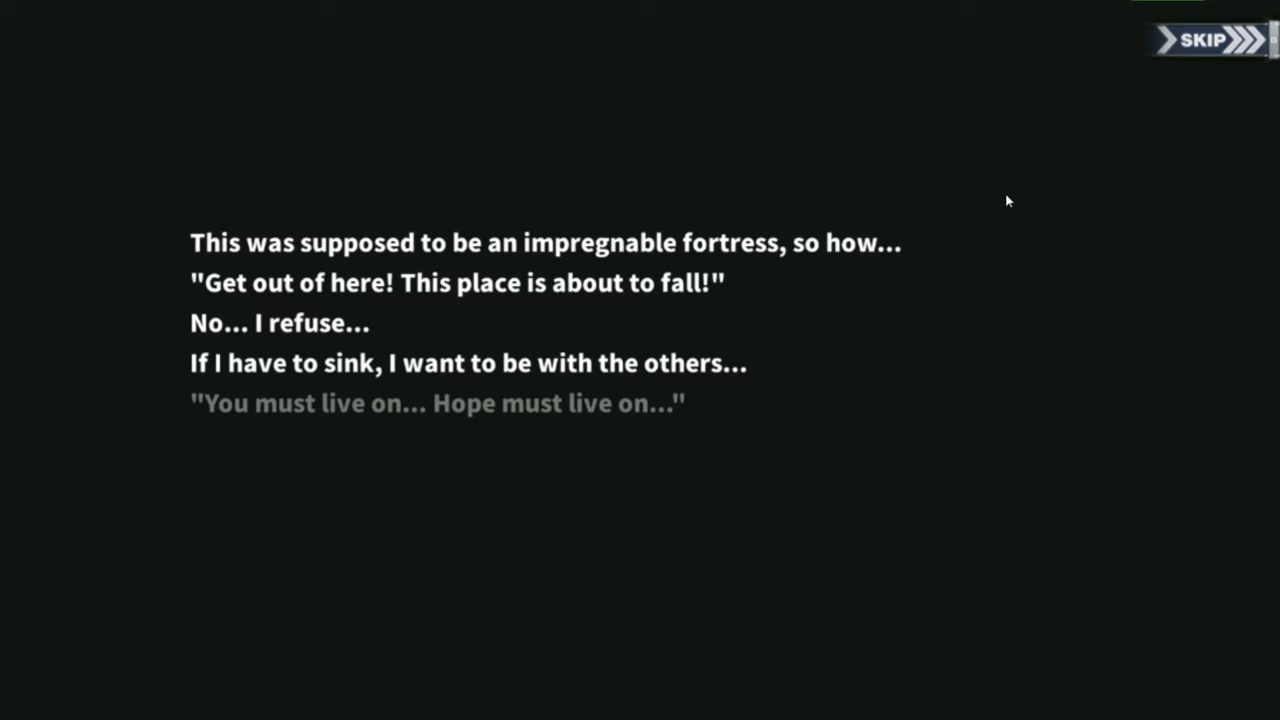 SKIP
This was supposed to be an impregnable fortress, so how...
"Get out of here! This place is about to fall!"
No... I refuse...
If I have to sink, I want to be with the others...
"You must live on... Hope must live on..."